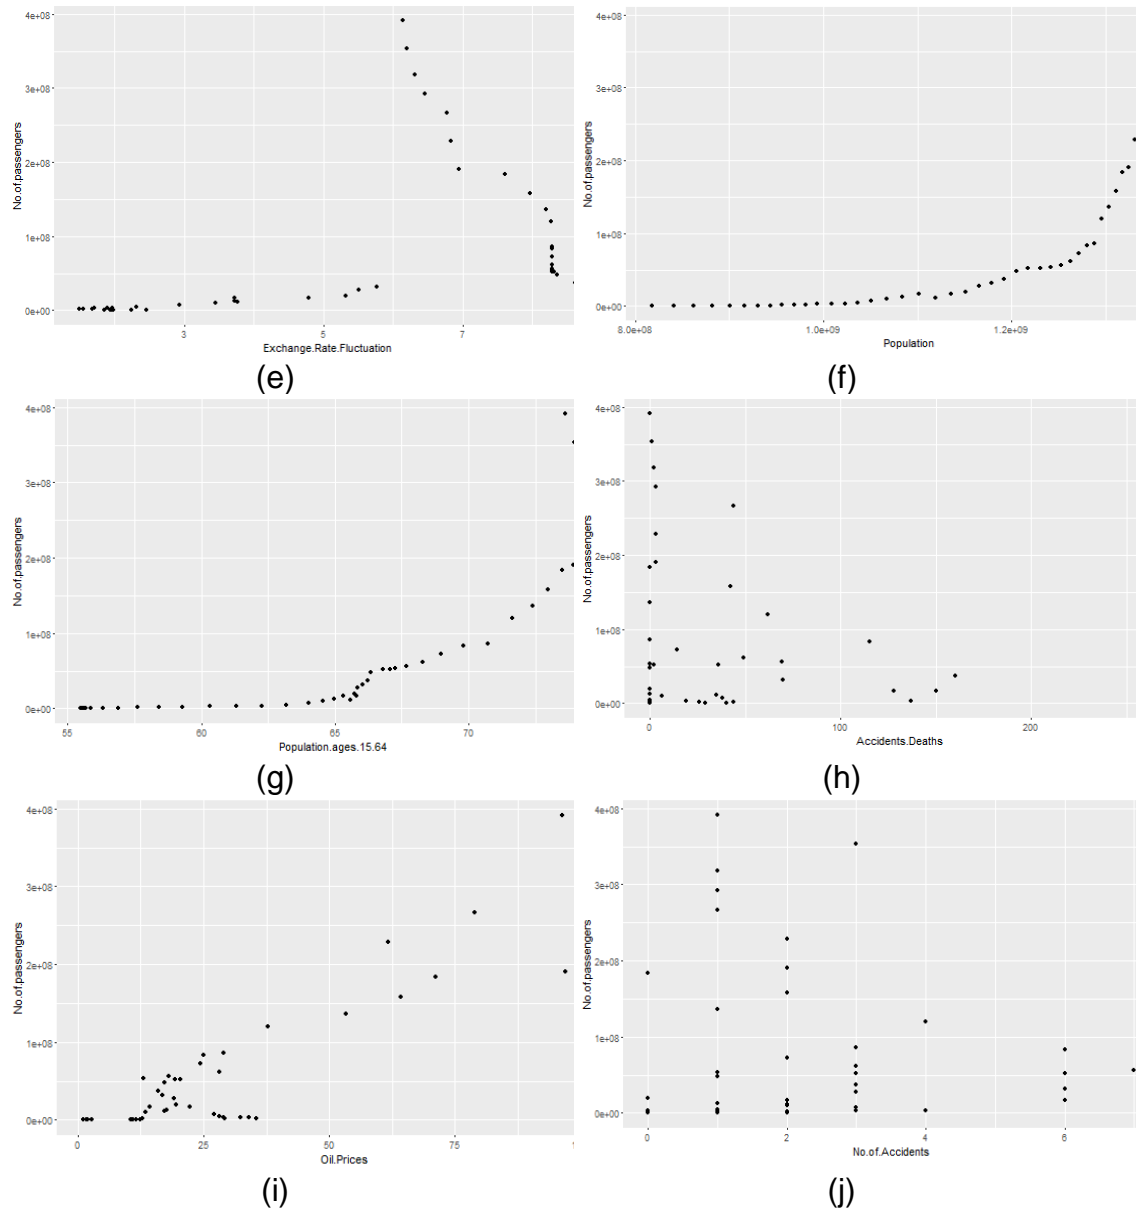 4e+08
3e+08
2e+08
1e+08
0e+00
No.of.passengers
3
5
7
Exchange.Rate.Fluctuation
(e)
4e+08
3e+08
2e+08
1e+08
0e+00
No.of.passengers
8.0e+08
1.0e+09
1.2e+09
Population
(f)
4e+08
3e+08
2e+08
1e+08
0e+00
No.of.passengers
55
60
65
70
Population.ages.15.64
(g)
4e+08
3e+08
2e+08
1e+08
0e+00
No.of.passengers
0
100
200
Accidents.Deaths
(h)
4e+08
3e+08
2e+08
1e+08
0e+00
No.of.passengers
0
25
50
75
Oil.Prices
(i)
4e+08
3e+08
2e+08
1e+08
0e+00
No.of.passengers
0
2
4
6
No.of.Accidents
(j)